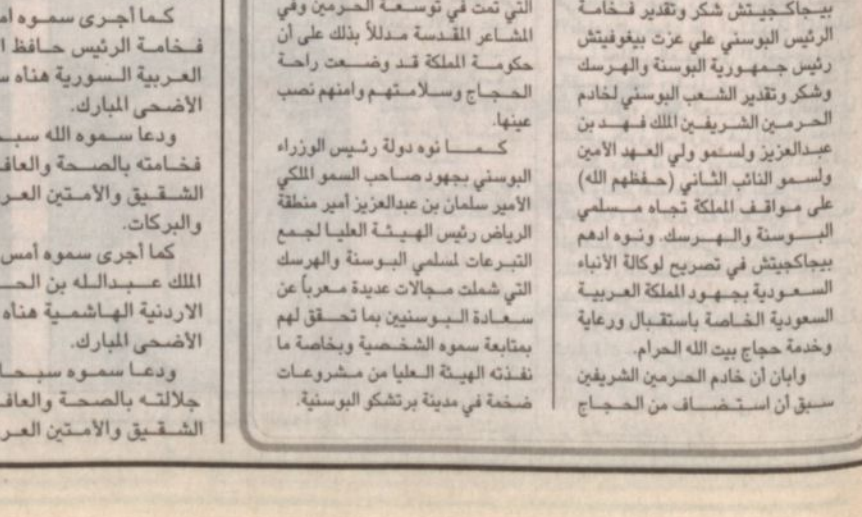 بيجاكجيتش شكر وتقدير فخامة
الرئيس البوسني علي عزت بيغوفيتش
رئيس جمهورية البوسنة والهرسك
وشكر وتقدير الشعب البوسني لخادم
الحرمين الشريفين الملك فهد بن
عبدالعزيز ولسمو ولي العهد الأمين
ولسمو النائب الثاني (حفظهم الله)
على مواقف المملكة تجاه مسلمي
البوسنة والهرسك. ونوه ادهم
بيجاكجيتش في تصريح لوكالة الأنباء
السعودية بجهود المملكة العربية
السعودية الخاصة باستقبال ورعاية
وخدمة حجاج بيت الله الحرام.
وابان أن خادم الحرمين الشريفين
سبق أن استضاف من الحجاج
التي تمت في توسعة الحرمين وفي
المشاعر المقدسة مدللاً بذلك على أن
حكومة المملكة قد وضعت راحة
الحجاج وسلامتهم وامنهم نصب
عينها.
كما نوه دولة رئيس الوزراء
البوسني بجهود صاحب السمو الملكي
الأمير سلمان بن عبدالعزيز أمير منطقة
الرياض رئيس الهيئة العليا لجمع
التبرعات لمسلمي البوسنة والهرسك
التي شملت مجالات عديدة معرباً عن
سعادة البوسنيين بما تحقق لهم
بمتابعة سموه الشخصية وبخاصة ما
نفذته الهيئة العليا من مشروعات
ضخمة في مدينة برتشكو البوسنية.
كما أجرى سموه
فخامة الرئيس حافظ
العربية السورية هناه
الأضحى المبارك.
ودعا سموه الله
فخامته بالصحة
الشقيق والأمتين
والبركات.
كما أجرى سموه أمس
الملك عبدالله بن
الاردنية الهاشمية هناه
الأضحى المبارك.
ودعا سموه
جلالته بالصحة
الشقيق والأمتين